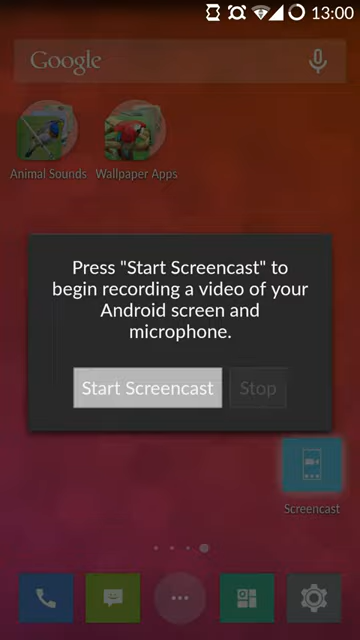 13:00
Google
Animal Sounds Wallpaper Apps
Press "Start Screencast" to
begin recording a video of your
Android screen and
microphone.
Start Screencast Stop
Screencast